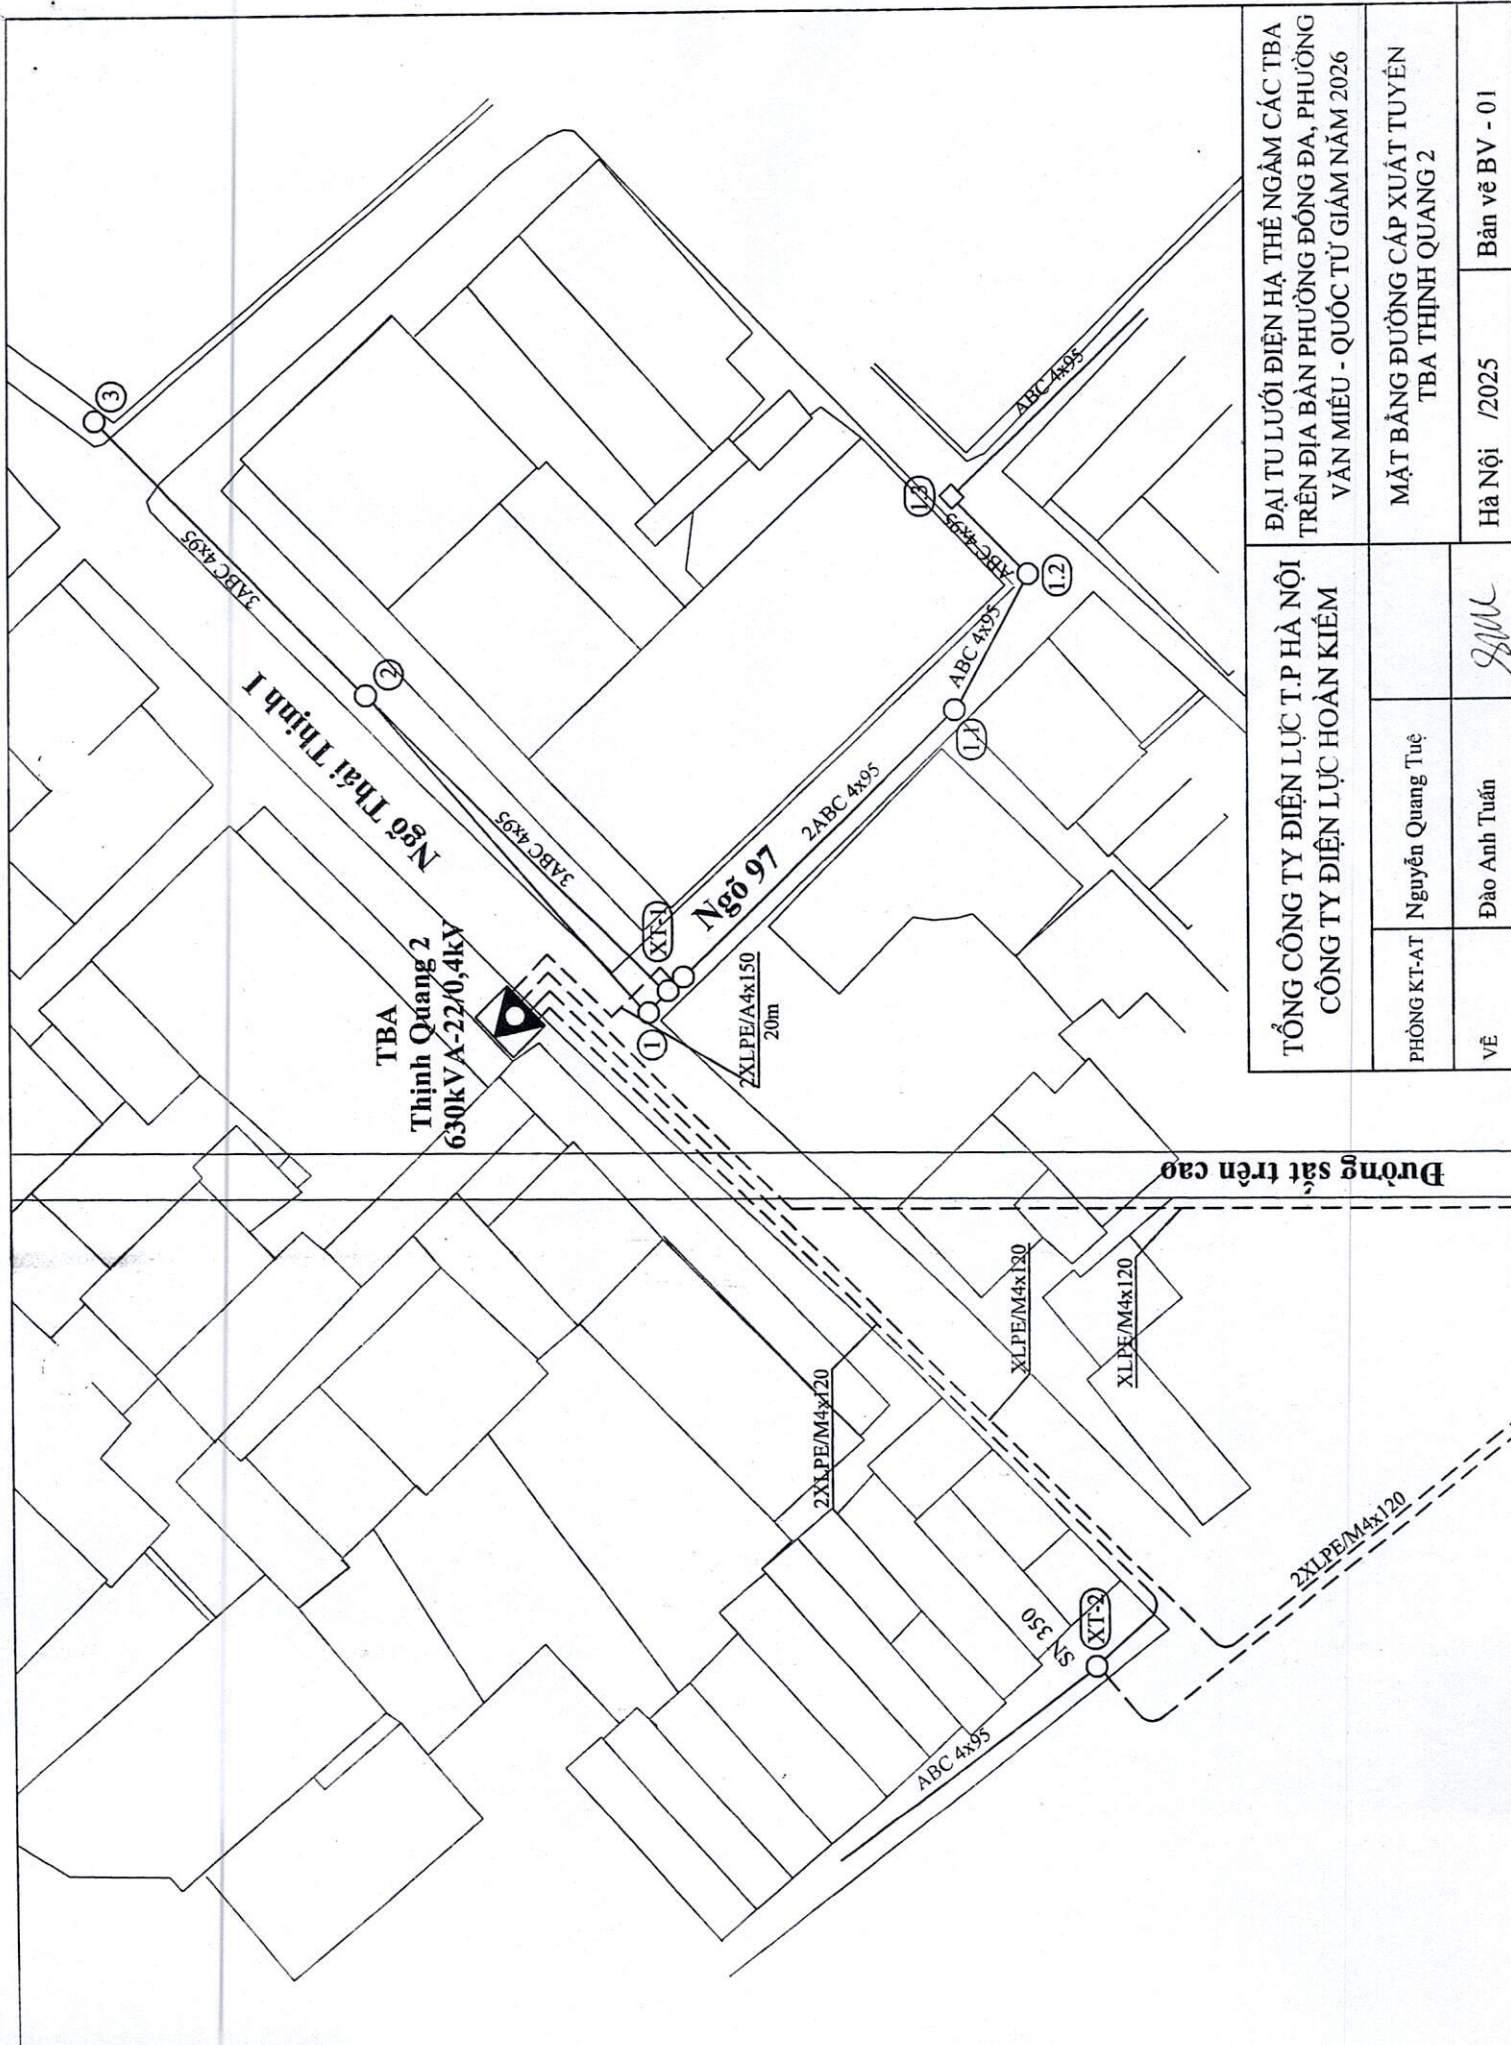 3
3ABC 4x95
2
Ngõ Thái Thịnh I
3ABC 4x95
TBA
Thịnh Quang 2
630kVA-22/0,4kV
XT-1
1
Ngõ 97
2XLPE/A4x150
20m
2ABC 4x95
1.1
ABC 4x95
1.2
ABC 4x95
1.3
ABC 4x95
Đường sắt trên cao
2XLPE/M4x120
XLPE/M4x120
XLPE/M4x120
2XLPE/M4x120
SN 350
XT-2
ABC 4x95
TỔNG CÔNG TY ĐIỆN LỰC T.P HÀ NỘI
CÔNG TY ĐIỆN LỰC HOÀN KIẾM
ĐẠI TU LƯỚI ĐIỆN HẠ THẾ NGẦM CÁC TBA
TRÊN ĐỊA BÀN PHƯỜNG ĐỐNG ĐA, PHƯỜNG
VĂN MIẾU - QUỐC TỬ GIÁM NĂM 2026
PHÒNG KT-AT
Nguyễn Quang Tuệ
MẶT BẰNG ĐƯỜNG CÁP XUẤT TUYẾN
TBA THỊNH QUANG 2
VẼ
Đào Anh Tuấn
Hà Nội /2025
Bản vẽ BV - 01